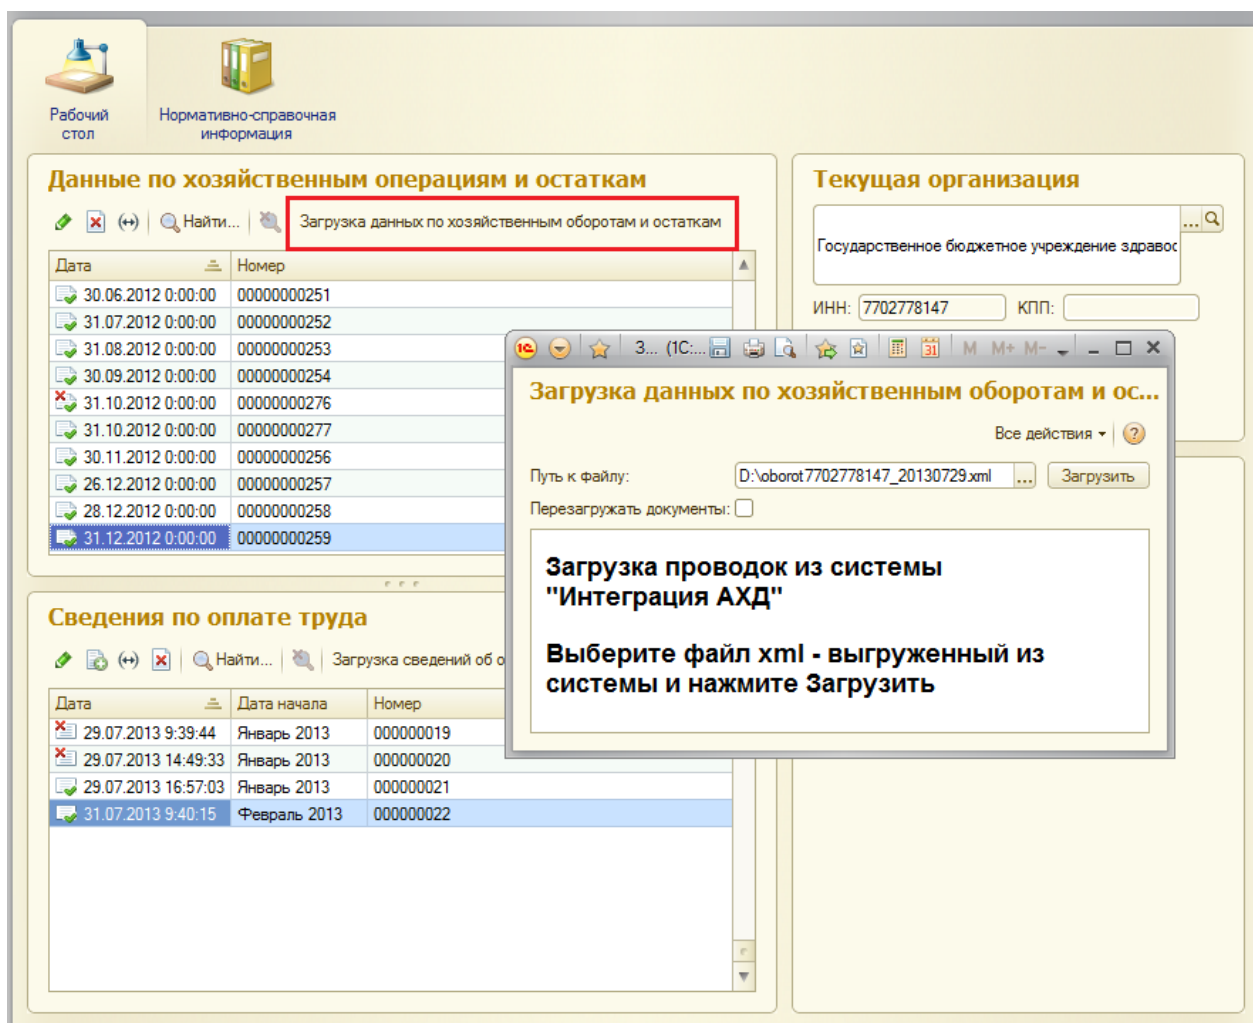 Рабочий
стол
Нормативно-справочная
информация
Данные по хозяйственным операциям и остаткам
Найти...
Загрузка данных по хозяйственным оборотам и остаткам
Дата Номер
30.06.2012 0:00:00 00000000251
31.07.2012 0:00:00 00000000252
31.08.2012 0:00:00 00000000253
30.09.2012 0:00:00 00000000254
31.10.2012 0:00:00 00000000276
31.10.2012 0:00:00 00000000277
30.11.2012 0:00:00 00000000256
26.12.2012 0:00:00 00000000257
28.12.2012 0:00:00 00000000258
31.12.2012 0:00:00 00000000259
Текущая организация
Государственное бюджетное учреждение здравос
...
ИНН: 7702778147 КПП:
З... (1С:... 31 M M+ M-
Загрузка данных по хозяйственным оборотам и ос...
Все действия ?
Путь к файлу: D:\oborot7702778147_20130729.xml ... Загрузить
Перезагружать документы:
Загрузка проводок из системы
"Интеграция АХД"
Выберите файл xml - выгруженный из
системы и нажмите Загрузить
Сведения по оплате труда
Найти... Загрузка сведений об о
Дата Дата начала Номер
29.07.2013 9:39:44 Январь 2013 000000019
29.07.2013 14:49:33 Январь 2013 000000020
29.07.2013 16:57:03 Январь 2013 000000021
31.07.2013 9:40:15 Февраль 2013 000000022